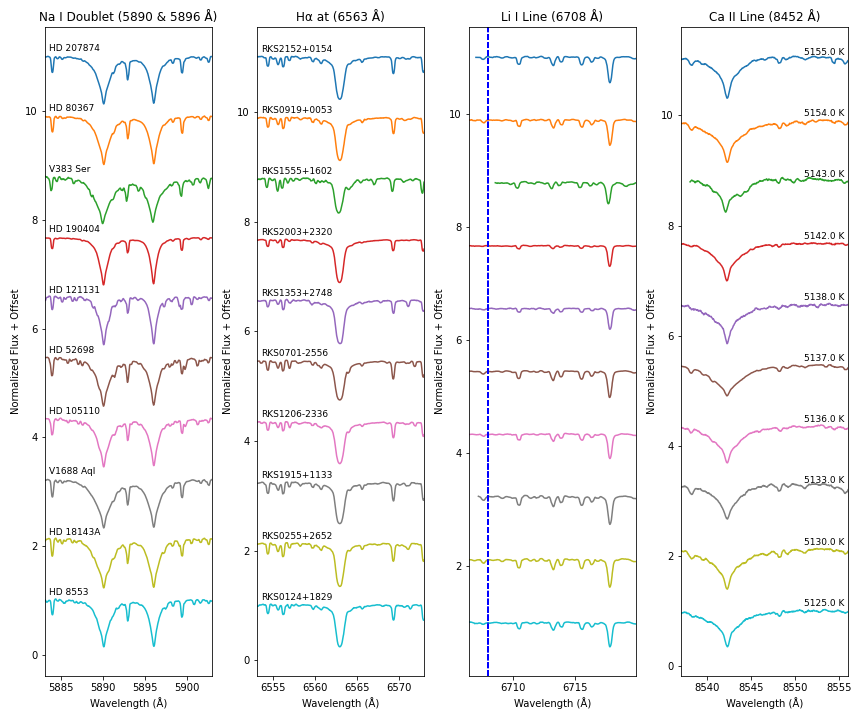 Na I Doublet (5890 & 5896 Å)
Hα at (6563 Å)
Li I Line (6708 Å)
Ca II Line (8452 Å)
HD 207874
HD 80367
V383 Ser
HD 190404
HD 121131
HD 52698
HD 105110
V1688 Aql
HD 18143A
HD 8553
RKS2152+0154
RKS0919+0053
RKS1555+1602
RKS2003+2320
RKS1353+2748
RKS0701-2556
RKS1206-2336
RKS1915+1133
RKS0255+2652
RKS0124+1829
5155.0 K
5154.0 K
5143.0 K
5142.0 K
5138.0 K
5137.0 K
5136.0 K
5133.0 K
5130.0 K
5125.0 K
Normalized Flux + Offset
10
8
6
4
2
0
5885 5890 5895 5900
Wavelength (Å)
Normalized Flux + Offset
10
8
6
4
2
0
6555 6560 6565 6570
Wavelength (Å)
Normalized Flux + Offset
10
8
6
4
2
6710 6715
Wavelength (Å)
Normalized Flux + Offset
10
8
6
4
2
0
8540 8545 8550 8555
Wavelength (Å)